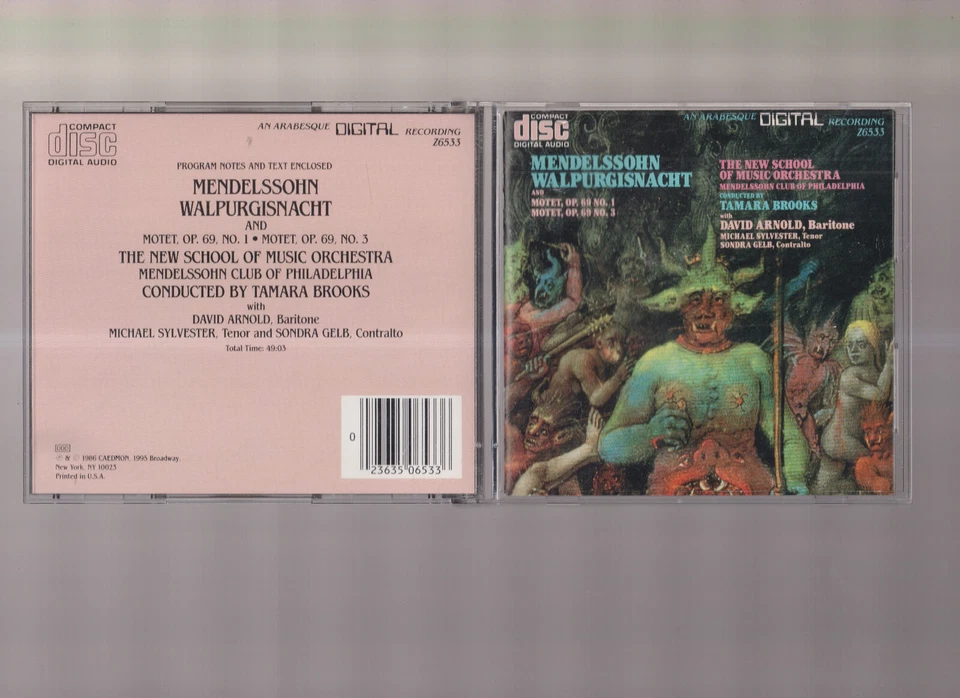 COMPACT
disc
DIGITAL AUDIO
AN ARABESQUE DIGITAL RECORDING
Z6533
PROGRAM NOTES AND TEXT ENCLOSED
MENDELSSOHN
WALPURGISNACHT
AND
MOTET, OP. 69, NO. 1 • MOTET, OP. 69, NO. 3
THE NEW SCHOOL OF MUSIC ORCHESTRA
MENDELSSOHN CLUB OF PHILADELPHIA
CONDUCTED BY TAMARA BROOKS
with
DAVID ARNOLD, Baritone
MICHAEL SYLVESTER, Tenor and SONDRA GELB, Contralto
Total Time: 49:03
DDD
℗ & © 1986 CAEDMON, 1995 Broadway,
New York, NY 10023
Printed in U.S.A.
0 23635 06533
COMPACT
disc
DIGITAL AUDIO
AN ARABESQUE DIGITAL RECORDING
Z6533
MENDELSSOHN
WALPURGISNACHT
AND
MOTET, OP. 69 NO. 1
MOTET, OP. 69 NO. 3
THE NEW SCHOOL
OF MUSIC ORCHESTRA
MENDELSSOHN CLUB OF PHILADELPHIA
CONDUCTED BY
TAMARA BROOKS
with
DAVID ARNOLD, Baritone
MICHAEL SYLVESTER, Tenor
SONDRA GELB, Contralto